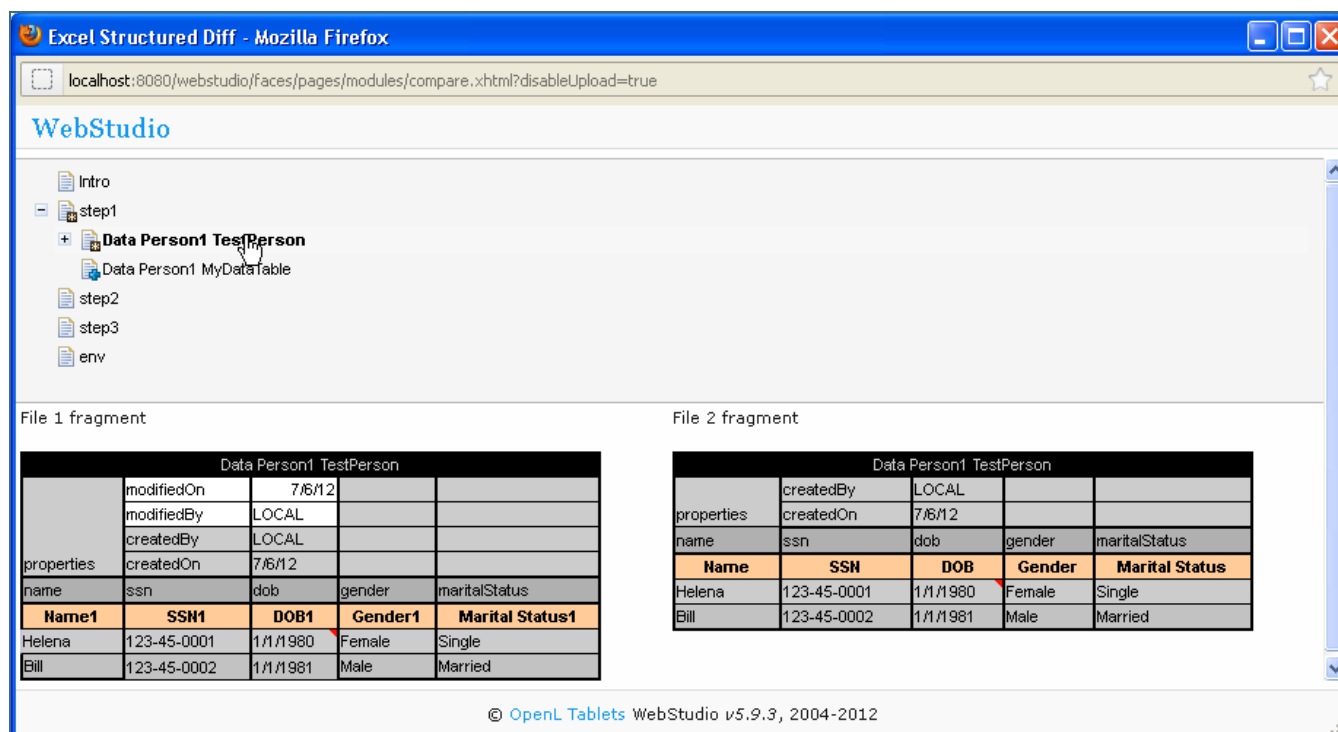 Excel Structured Diff - Mozilla Firefox
localhost:8080/webstudio/faces/pages/modules/compare.xhtml?disableUpload=true
WebStudio
Intro
step1
Data Person1 TestPerson
Data Person1 MyDataTable
step2
step3
env
File 1 fragment
Data Person1 TestPerson
modifiedOn 7/6/12
modifiedBy LOCAL
createdBy LOCAL
properties createdOn 7/6/12
name ssn dob gender maritalStatus
Name1 SSN1 DOB1 Gender1 Marital Status1
Helena 123-45-0001 1/1/1980 Female Single
Bill 123-45-0002 1/1/1981 Male Married
File 2 fragment
Data Person1 TestPerson
createdBy LOCAL
properties createdOn 7/6/12
name ssn dob gender maritalStatus
Name SSN DOB Gender Marital Status
Helena 123-45-0001 1/1/1980 Female Single
Bill 123-45-0002 1/1/1981 Male Married
© OpenL Tablets WebStudio v5.9.3, 2004-2012